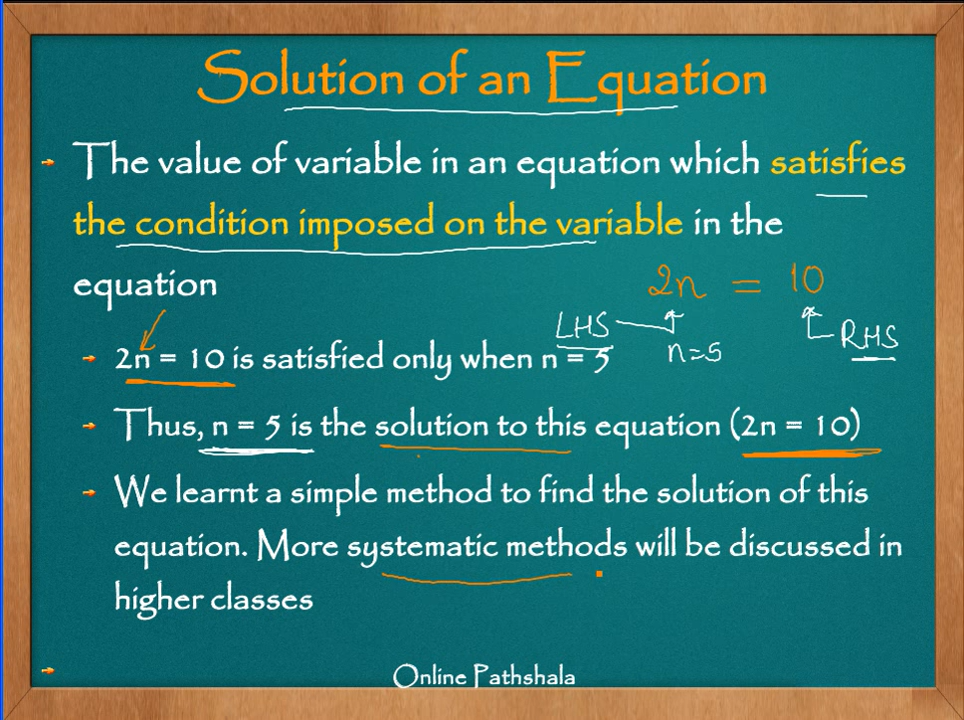 Solution of an Equation
The value of variable in an equation which satisfies
the condition imposed on the variable in the
equation
2n = 10
LHS
RHS
n=5
2n = 10 is satisfied only when n = 5
Thus, n = 5 is the solution to this equation (2n = 10)
We learnt a simple method to find the solution of this
equation. More systematic methods will be discussed in
higher classes
Online Pathshala